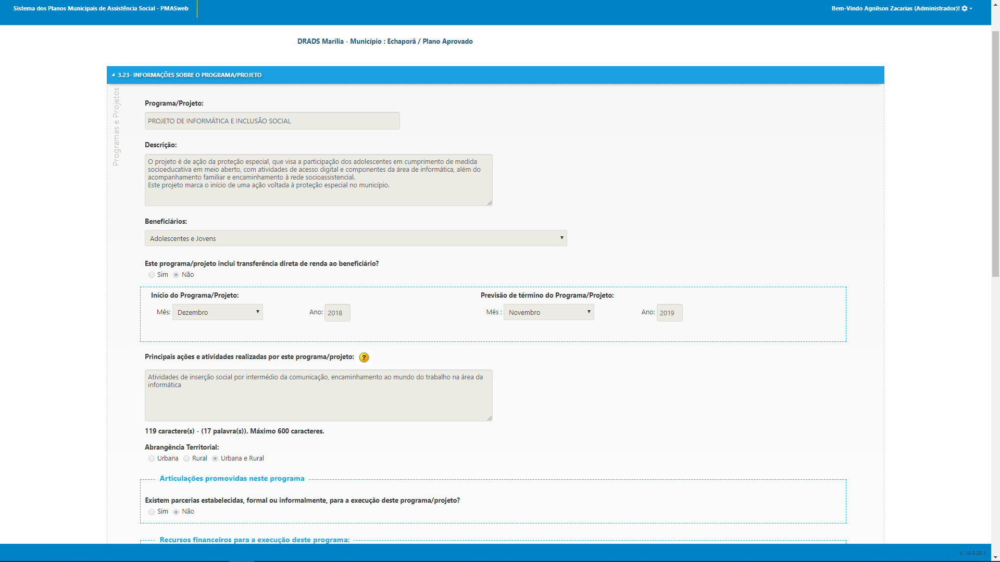 Sistema dos Planos Municipais de Assistência Social - PMASweb
Bem-Vindo Agnilson Zacarias (Administrador)!
DRADS Marília - Município : Echaporã / Plano Aprovado
3.23- INFORMAÇÕES SOBRE O PROGRAMA/PROJETO
Programas e Projetos
Programa/Projeto:
PROJETO DE INFORMÁTICA E INCLUSÃO SOCIAL
Descrição:
O projeto é de ação da proteção especial, que visa a participação dos adolescentes em cumprimento de medida
socioeducativa em meio aberto, com atividades de acesso digital e componentes da área de informática, além do
acompanhamento familiar e encaminhamento à rede socioassistencial.
Este projeto marca o início de uma ação voltada à proteção especial no município.
Beneficiários:
Adolescentes e Jovens
Este programa/projeto inclui transferência direta de renda ao beneficiário?
Sim Não
Início do Programa/Projeto: Previsão de término do Programa/Projeto:
Mês: Dezembro Ano: 2018 Mês : Novembro Ano: 2019
Principais ações e atividades realizadas por este programa/projeto: ?
Atividades de inserção social por intermédio da comunicação, encaminhamento ao mundo do trabalho na área da
informática
119 caractere(s) - (17 palavra(s)). Máximo 600 caracteres.
Abrangência Territorial:
Urbana Rural Urbana e Rural
Articulações promovidas neste programa
Existem parcerias estabelecidas, formal ou informalmente, para a execução deste programa/projeto?
Sim Não
Recursos financeiros para a execução deste programa:
V. 19.8.29.1